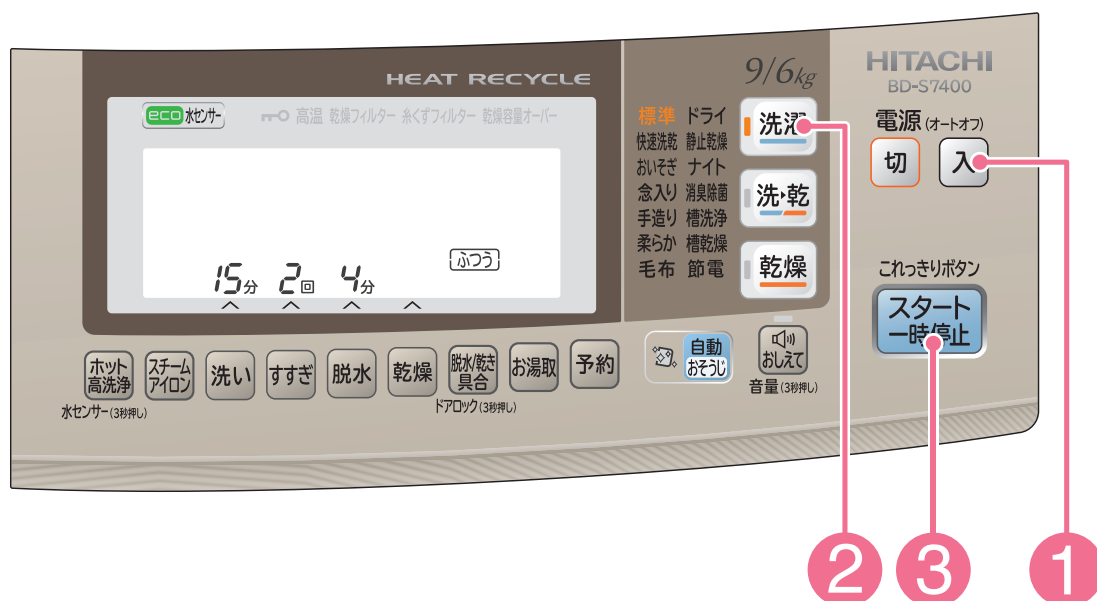 HEAT RECYCLE
eco 水センサー
高温 乾燥フィルター 糸くずフィルター 乾燥容量オーバー
15分 2回 4分
ふつう
ホット高洗浄
スチームアイロン
洗い
すすぎ
脱水
乾燥
脱水/乾き具合
お湯取
予約
水センサー(3秒押し)
ドアロック(3秒押し)
9/6kg
標準 ドライ
快速洗乾 静止乾燥
おいそぎ ナイト
念入り 消臭除菌
手造り 槽洗浄
柔らか 槽乾燥
毛布 節電
洗濯
洗・乾
乾燥
自動
おそうじ
おしえて
音量(3秒押し)
HITACHI
BD-S7400
電源(オートオフ)
切
入
これっきりボタン
スタート
一時停止
2
3
1